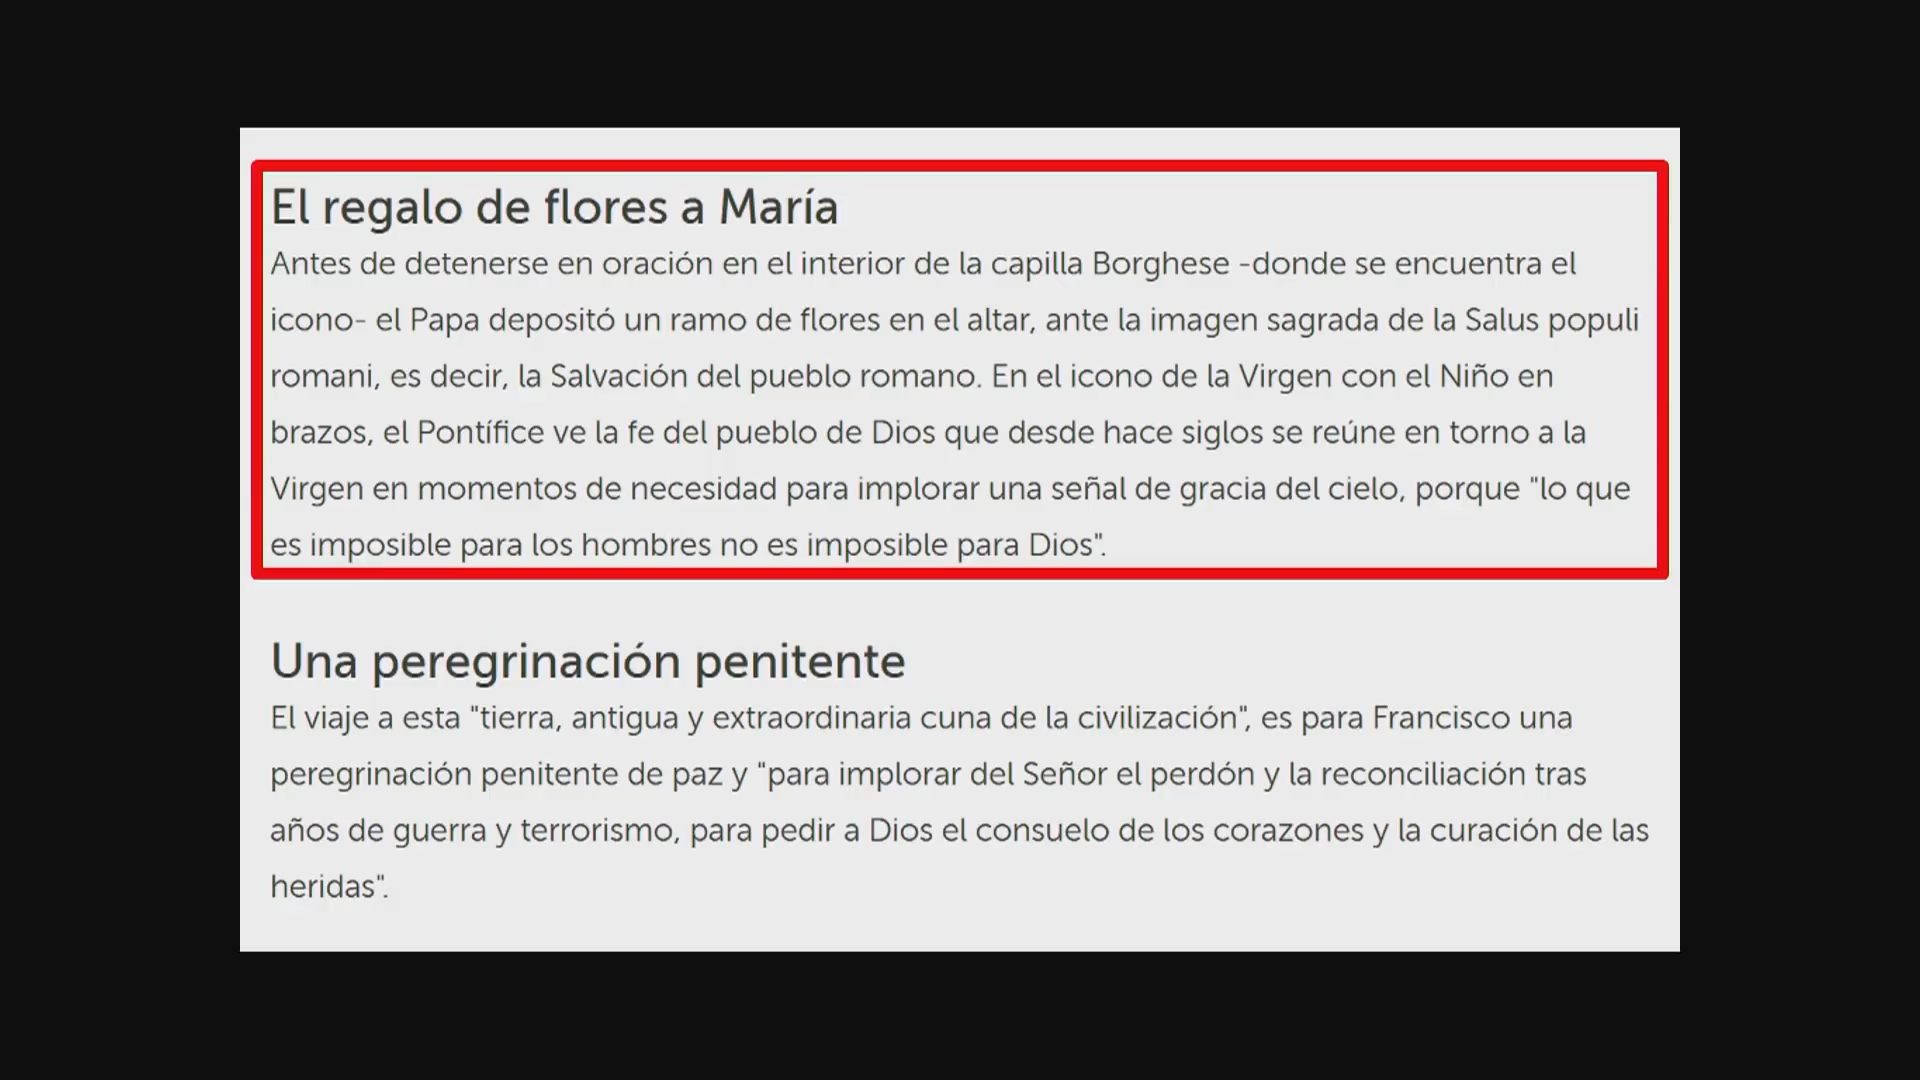 El regalo de flores a María
Antes de detenerse en oración en el interior de la capilla Borghese -donde se encuentra el
icono- el Papa depositó un ramo de flores en el altar, ante la imagen sagrada de la Salus populi
romani, es decir, la Salvación del pueblo romano. En el icono de la Virgen con el Niño en
brazos, el Pontífice ve la fe del pueblo de Dios que desde hace siglos se reúne en torno a la
Virgen en momentos de necesidad para implorar una señal de gracia del cielo, porque "lo que
es imposible para los hombres no es imposible para Dios".
Una peregrinación penitente
El viaje a esta "tierra, antigua y extraordinaria cuna de la civilización", es para Francisco una
peregrinación penitente de paz y "para implorar del Señor el perdón y la reconciliación tras
años de guerra y terrorismo, para pedir a Dios el consuelo de los corazones y la curación de las
heridas".